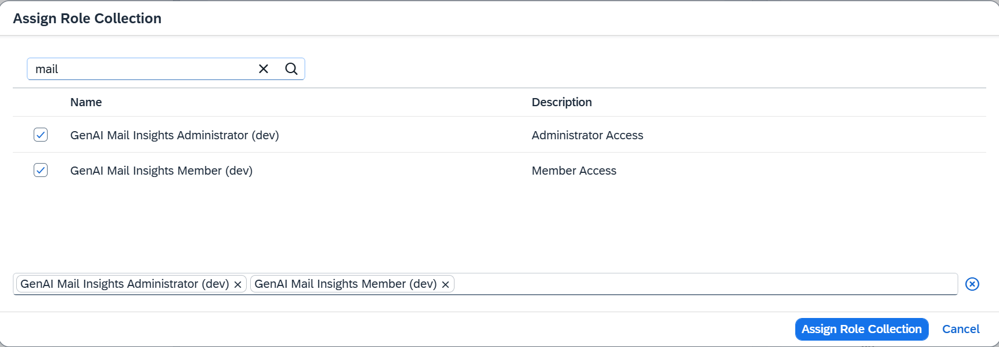 Assign Role Collection
mail
Name Description
GenAI Mail Insights Administrator (dev) Administrator Access
GenAI Mail Insights Member (dev) Member Access
GenAI Mail Insights Administrator (dev) GenAI Mail Insights Member (dev)
Assign Role Collection Cancel